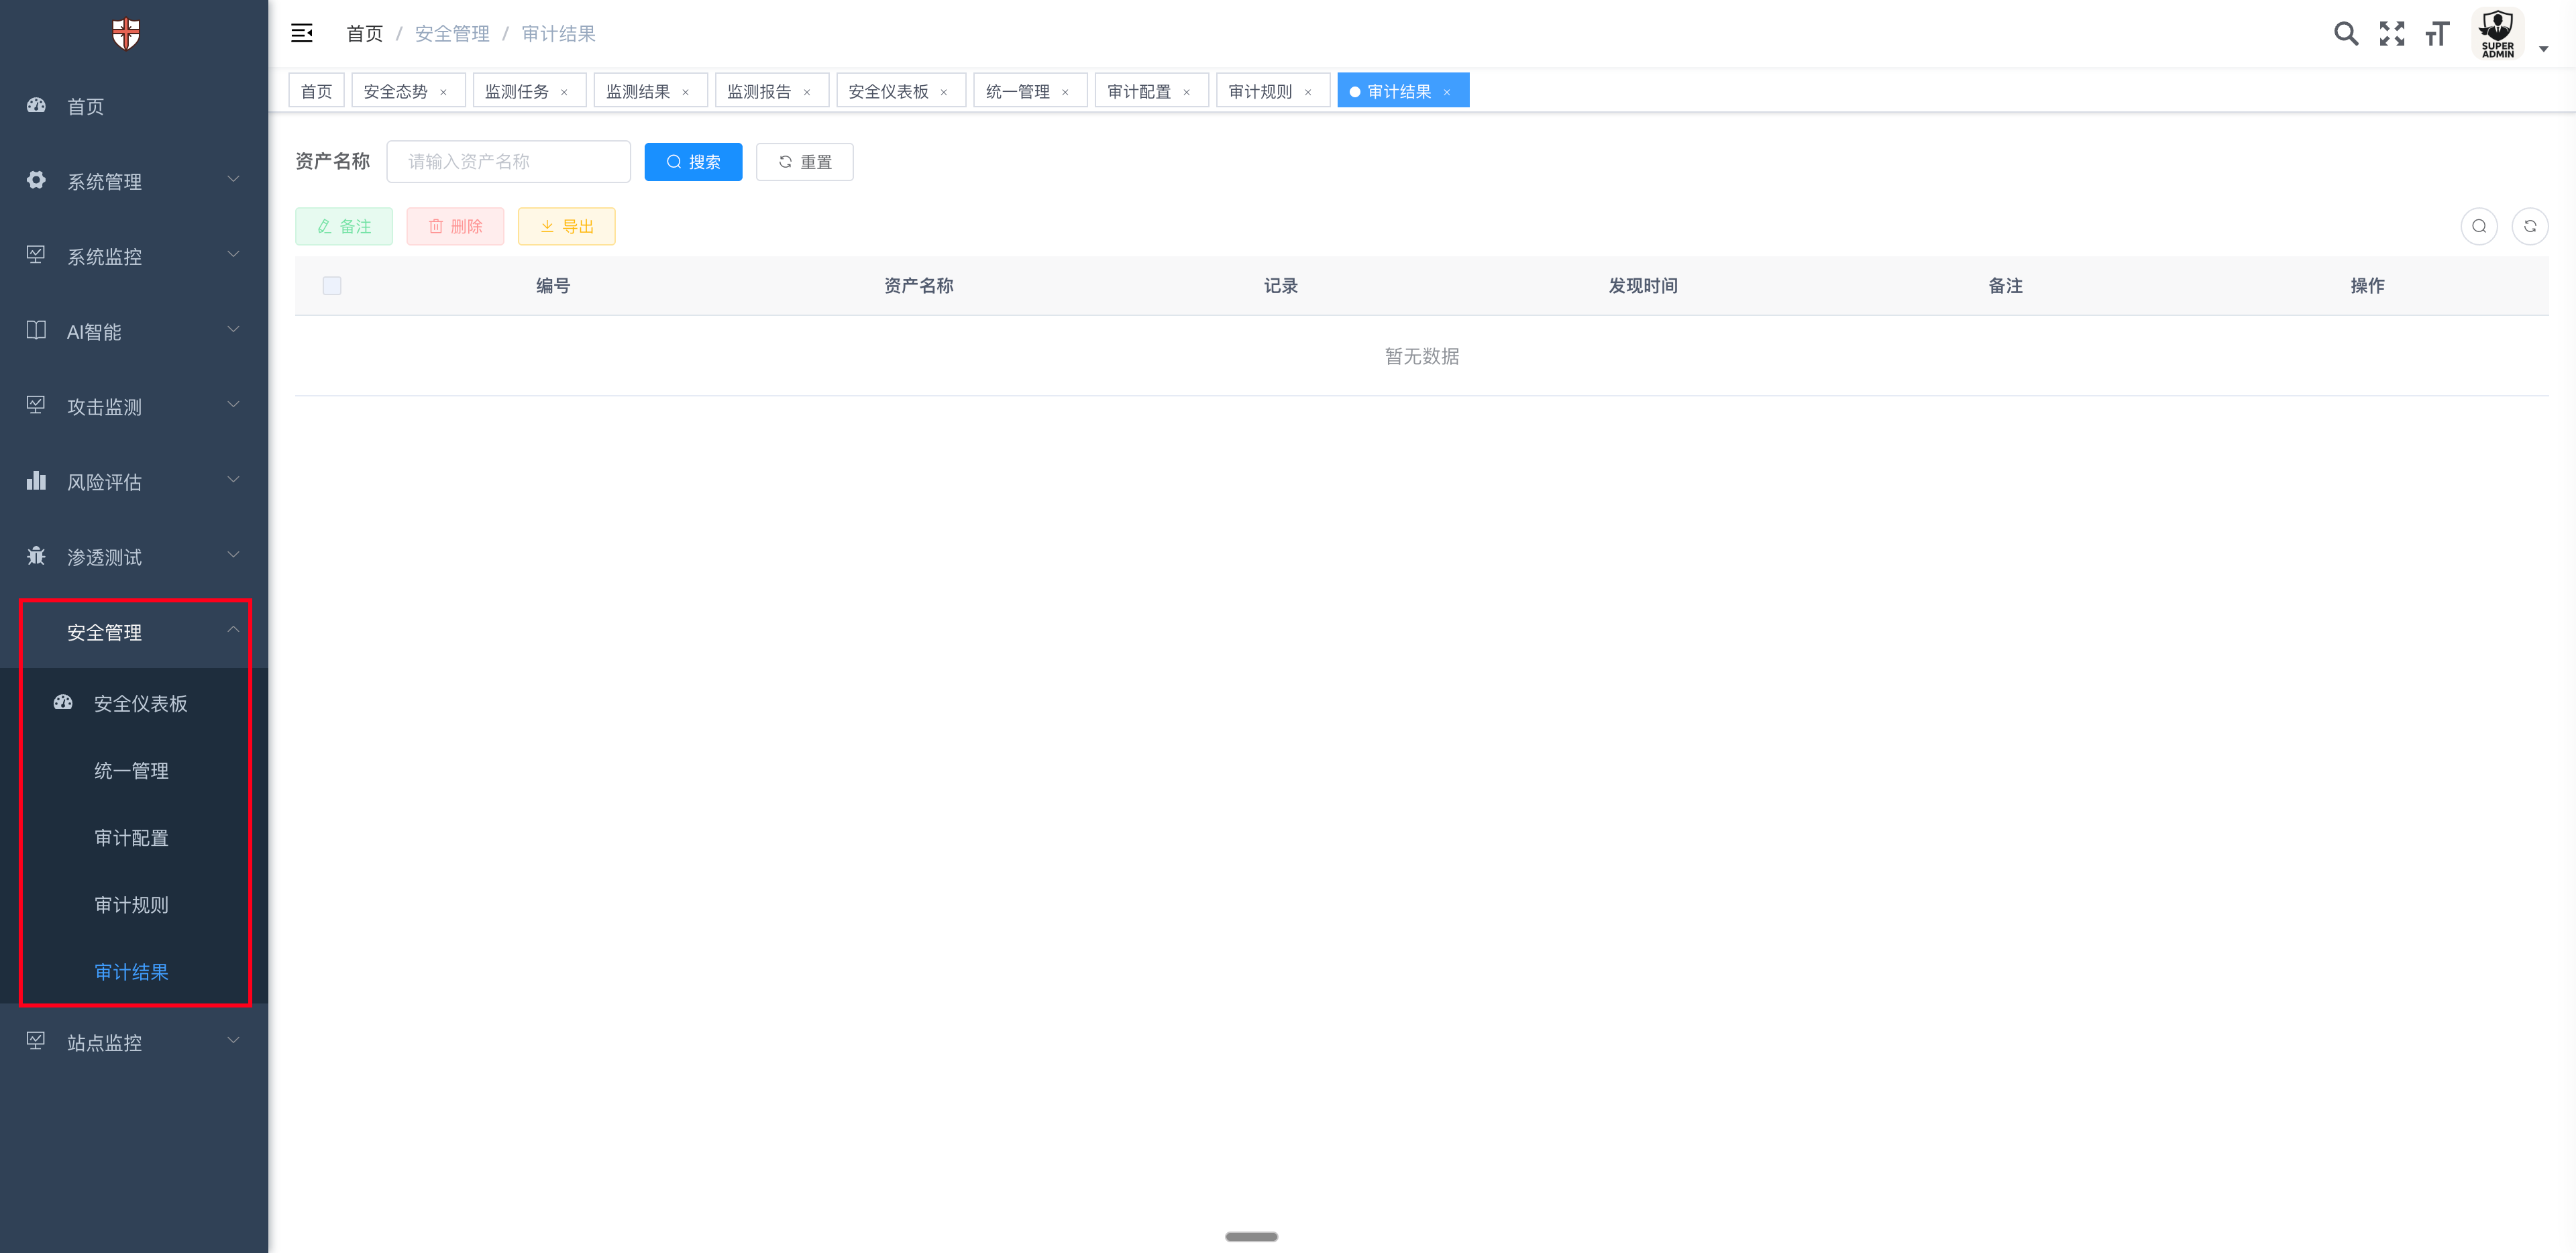 首页 / 安全管理 / 审计结果
SUPER
ADMIN
首页 安全态势 × 监测任务 × 监测结果 × 监测报告 × 安全仪表板 × 统一管理 × 审计配置 × 审计规则 × 审计结果 ×
首页
系统管理
系统监控
AI智能
攻击监测
风险评估
渗透测试
安全管理
安全仪表板
统一管理
审计配置
审计规则
审计结果
站点监控
资产名称 请输入资产名称 搜索 重置
备注 删除 导出
编号 资产名称 记录 发现时间 备注 操作
暂无数据